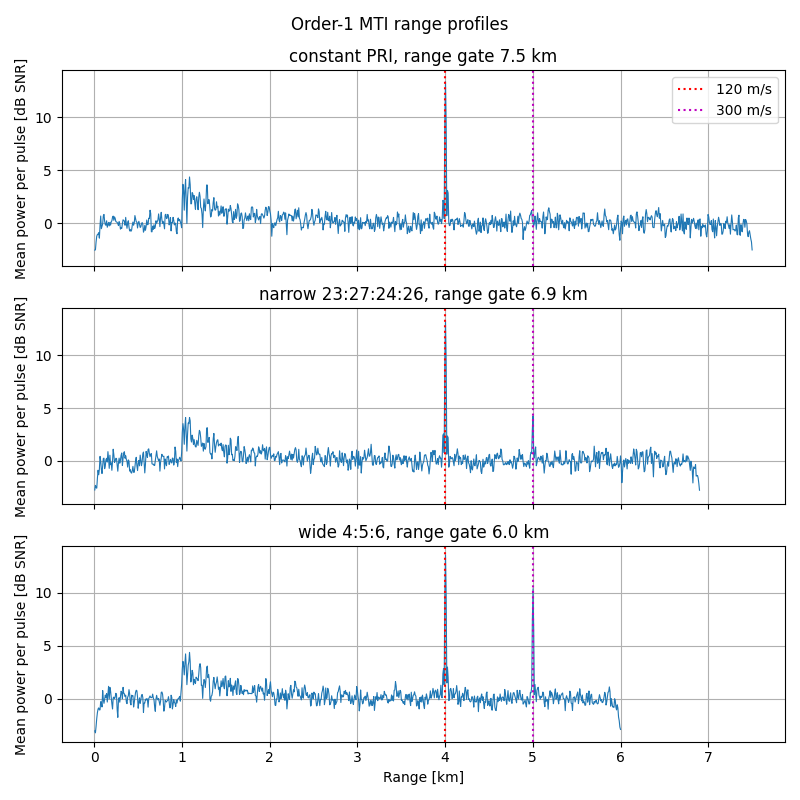 Order-1 MTI range profiles
constant PRI, range gate 7.5 km
Mean power per pulse [dB SNR]
10
5
0
120 m/s
300 m/s
narrow 23:27:24:26, range gate 6.9 km
Mean power per pulse [dB SNR]
10
5
0
wide 4:5:6, range gate 6.0 km
Mean power per pulse [dB SNR]
10
5
0
0 1 2 3 4 5 6 7
Range [km]